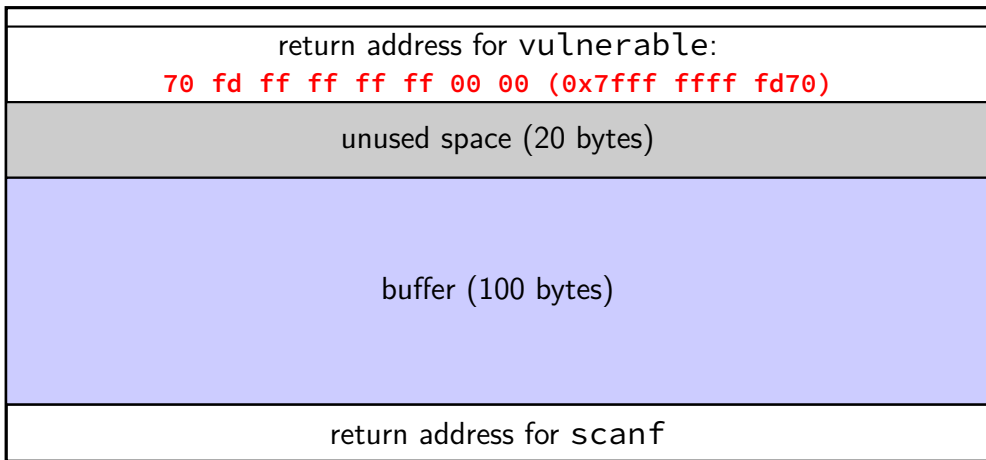 return address for vulnerable:
70 fd ff ff ff ff 00 00 (0x7fff ffff fd70)
unused space (20 bytes)
buffer (100 bytes)
return address for scanf